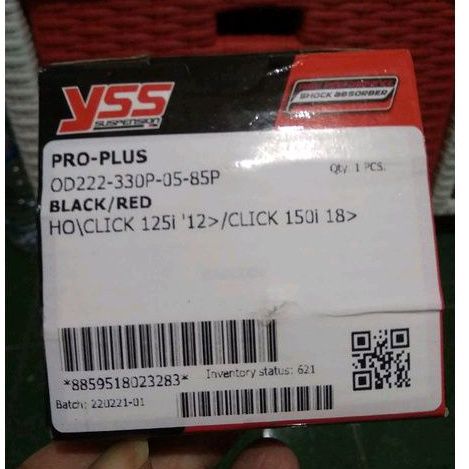 YSS
SUSPENSION
SHOCK ABSORBER
PRO-PLUS
OD222-330P-05-85P
Qty: 1 PCS.
BLACK/RED
HO\CLICK 125i '12>/CLICK 150i 18>
*8859518023283*
Inventory status: 621
Batch: 220221-01